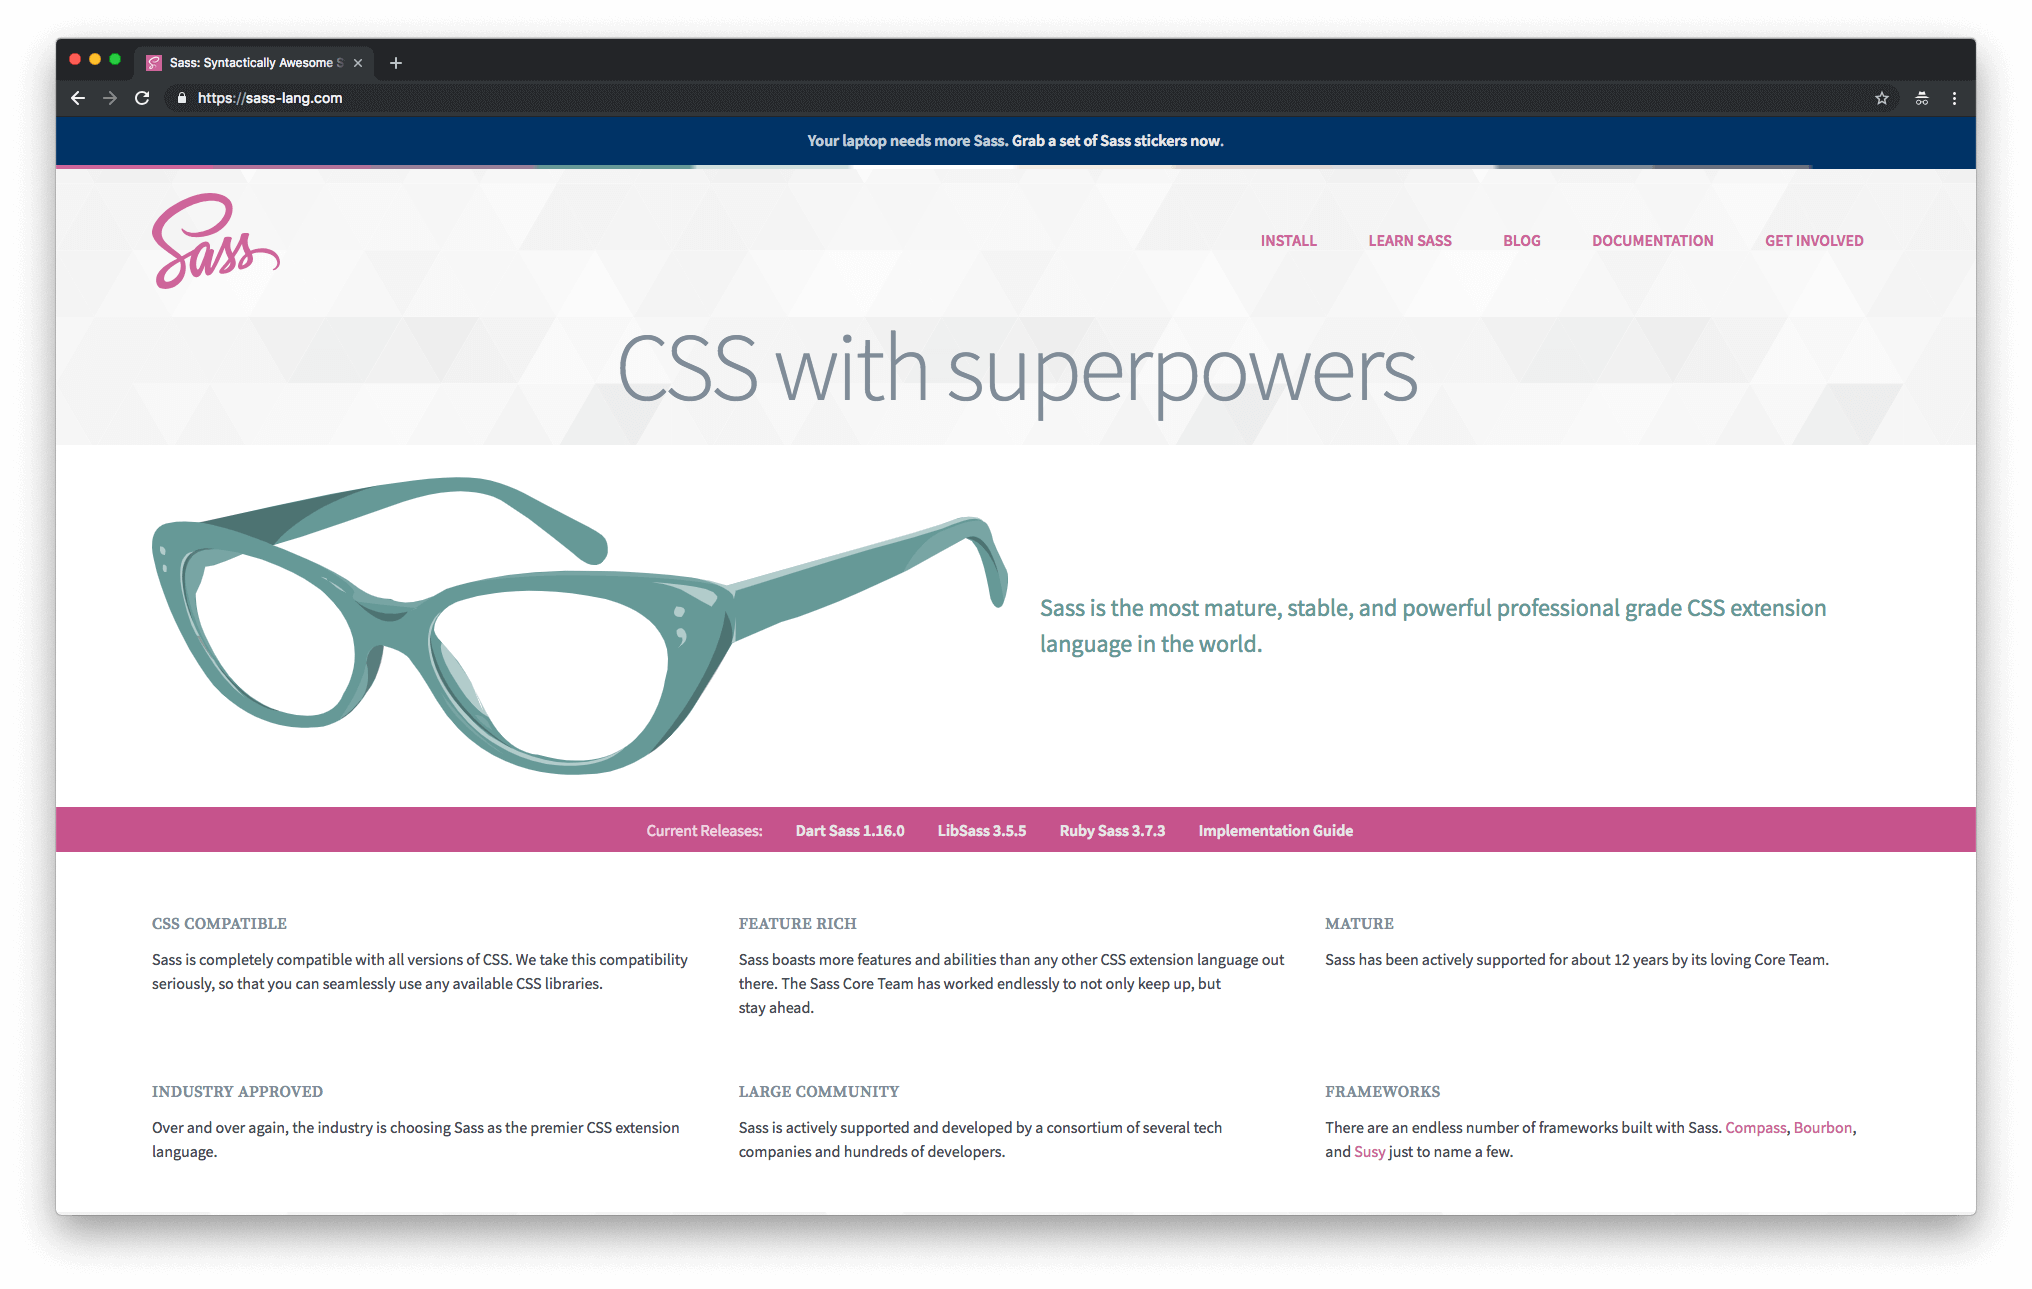 Sass: Syntactically Awesome S
https://sass-lang.com
Your laptop needs more Sass. Grab a set of Sass stickers now.
Sass
INSTALL LEARN SASS BLOG DOCUMENTATION GET INVOLVED
CSS with superpowers
Sass is the most mature, stable, and powerful professional grade CSS extension
language in the world.
Current Releases: Dart Sass 1.16.0 LibSass 3.5.5 Ruby Sass 3.7.3 Implementation Guide
CSS COMPATIBLE
Sass is completely compatible with all versions of CSS. We take this compatibility
seriously, so that you can seamlessly use any available CSS libraries.
FEATURE RICH
Sass boasts more features and abilities than any other CSS extension language out
there. The Sass Core Team has worked endlessly to not only keep up, but
stay ahead.
MATURE
Sass has been actively supported for about 12 years by its loving Core Team.
INDUSTRY APPROVED
Over and over again, the industry is choosing Sass as the premier CSS extension
language.
LARGE COMMUNITY
Sass is actively supported and developed by a consortium of several tech
companies and hundreds of developers.
FRAMEWORKS
There are an endless number of frameworks built with Sass. Compass, Bourbon,
and Susy just to name a few.